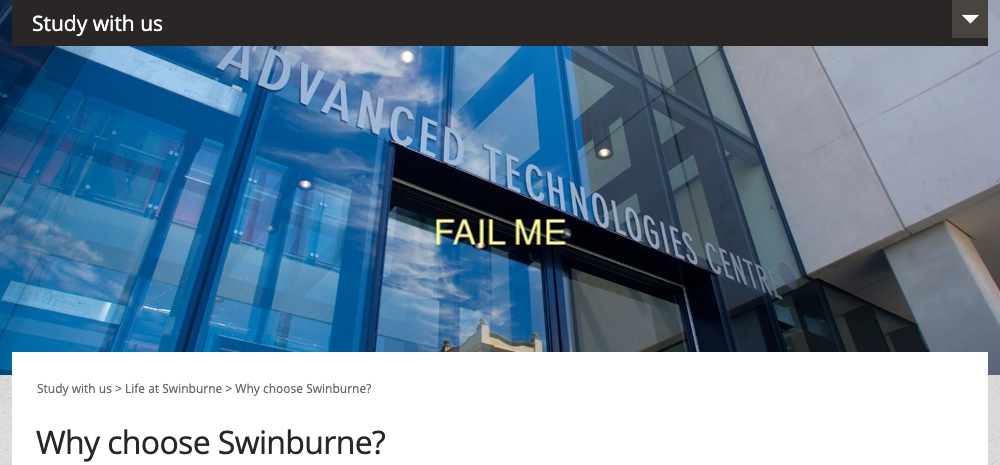 Study with us
ADVANCED TECHNOLOGIES CENTRE
FAIL ME
Study with us > Life at Swinburne > Why choose Swinburne?
Why choose Swinburne?